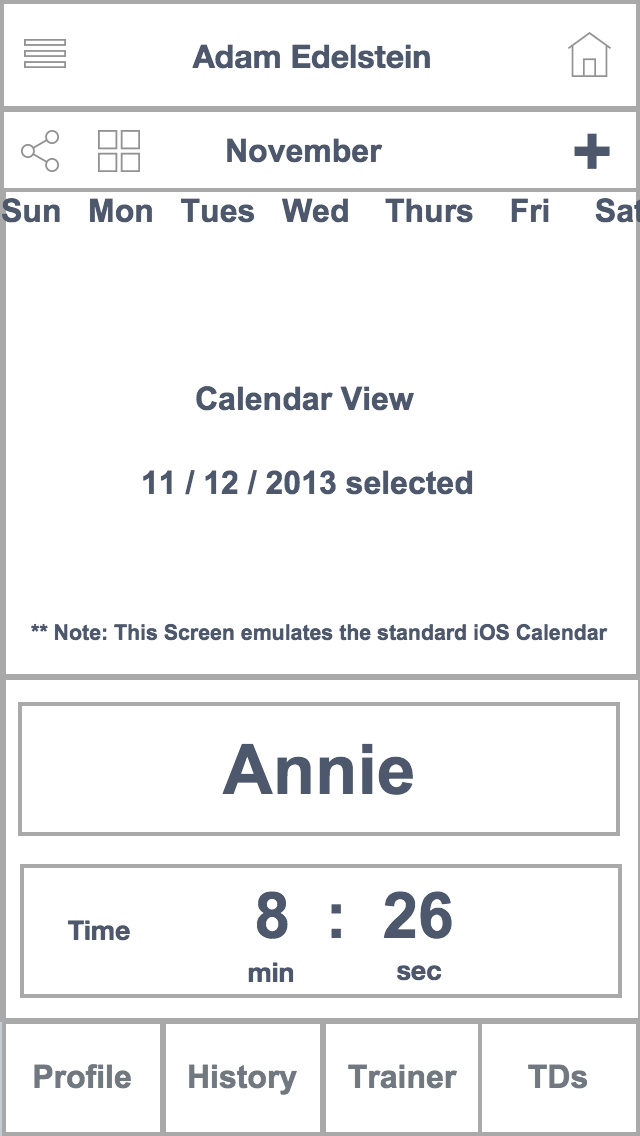 Adam Edelstein
November
Sun Mon Tues Wed Thurs Fri Sat
Calendar View
11 / 12 / 2013 selected
** Note: This Screen emulates the standard iOS Calendar
Annie
Time 8 : 26
min sec
Profile History Trainer TDs